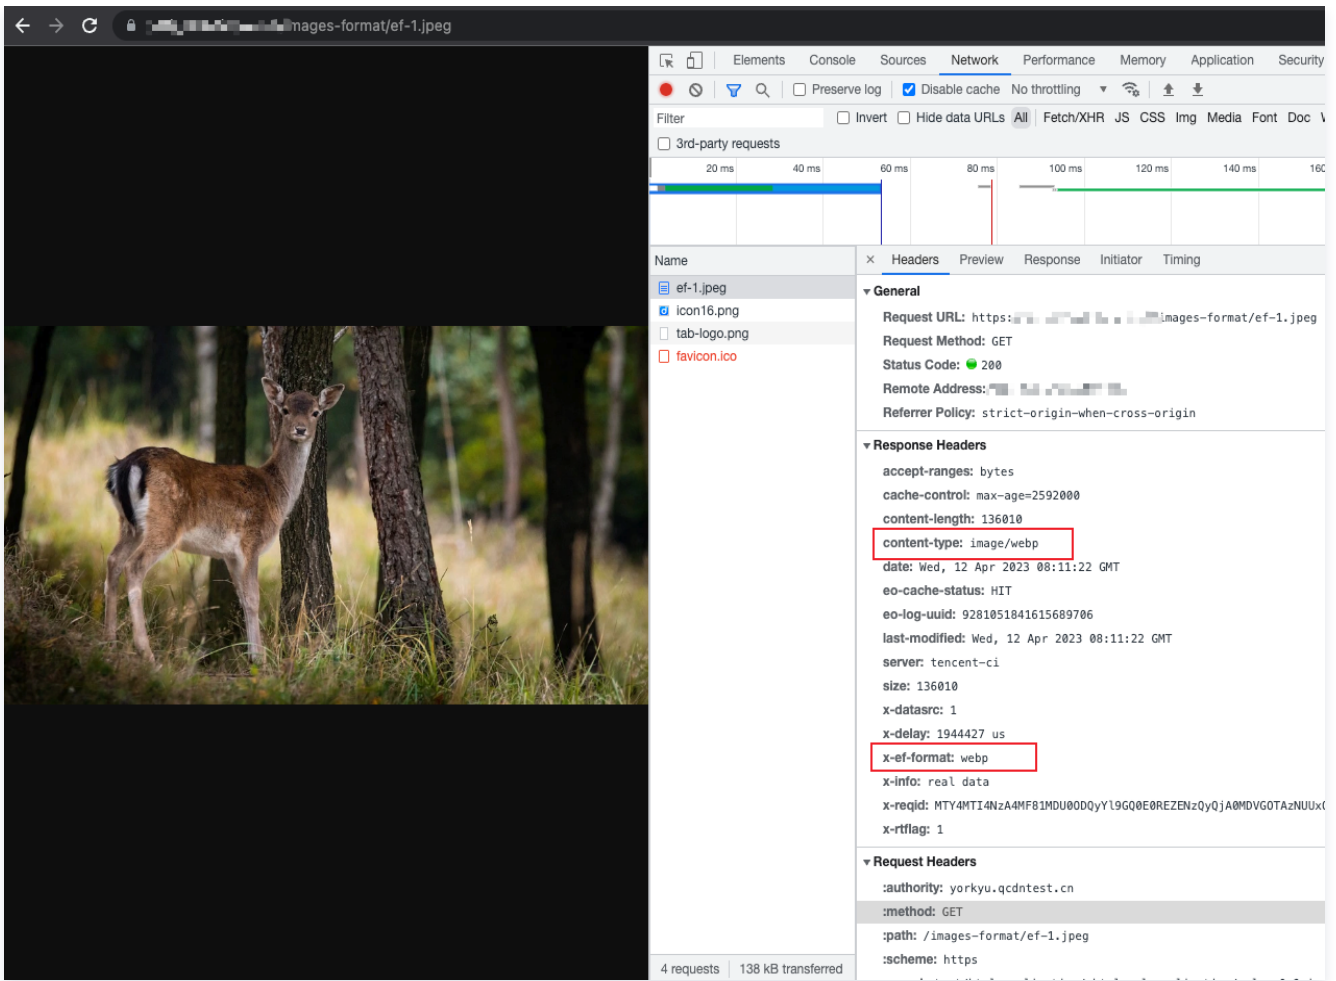 mages-format/ef-1.jpeg
Elements Console Sources Network Performance Memory Application Security
Preserve log Disable cache No throttling
Filter Invert Hide data URLs All Fetch/XHR JS CSS Img Media Font Doc
3rd-party requests
20 ms 40 ms 60 ms 80 ms 100 ms 120 ms 140 ms 160
Name
ef-1.jpeg
icon16.png
tab-logo.png
favicon.ico
4 requests 138 kB transferred
× Headers Preview Response Initiator Timing
General
Request URL: https: images-format/ef-1.jpeg
Request Method: GET
Status Code: 200
Remote Address:
Referrer Policy: strict-origin-when-cross-origin
Response Headers
accept-ranges: bytes
cache-control: max-age=2592000
content-length: 136010
content-type: image/webp
date: Wed, 12 Apr 2023 08:11:22 GMT
eo-cache-status: HIT
eo-log-uuid: 9281051841615689706
last-modified: Wed, 12 Apr 2023 08:11:22 GMT
server: tencent-ci
size: 136010
x-datasrc: 1
x-delay: 1944427 us
x-ef-format: webp
x-info: real data
x-reqid:
x-rtflag: 1
Request Headers
:authority: yorkyu.qcdntest.cn
:method: GET
:path: /images-format/ef-1.jpeg
:scheme: https